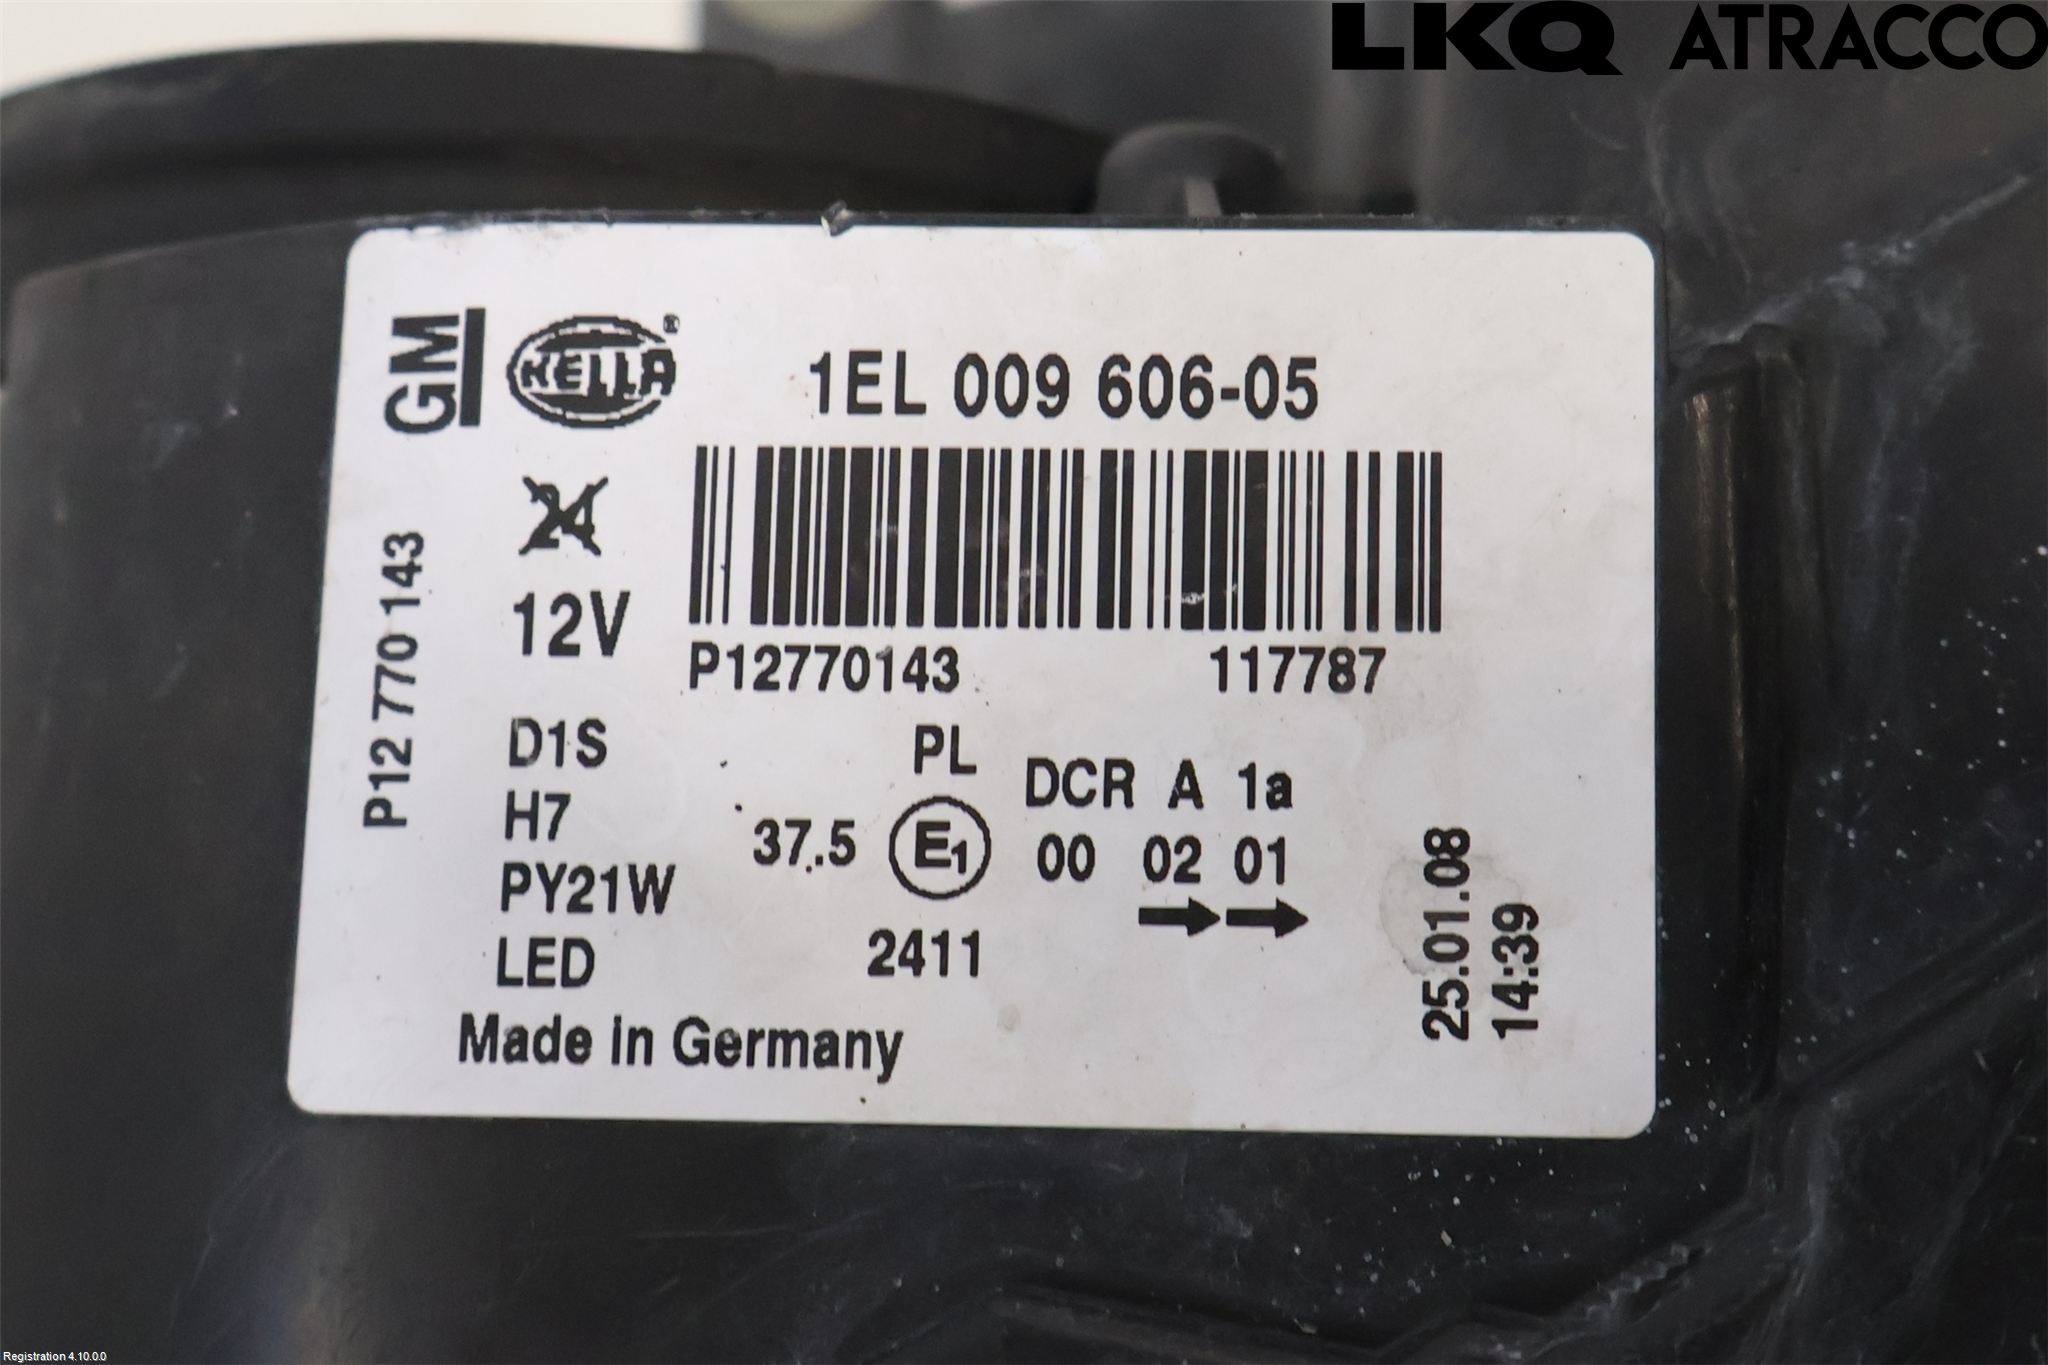 LKQ ATRACCO
GM
HELLA®
1EL 009 606-05
24
12V
P12 770 143
P12770143 117787
D1S
H7
PY21W
LED
PL
DCR A 1a
37.5 E1 00 02 01
2411
Made in Germany
25.01.08
14:39
Registration 4.10.0.0